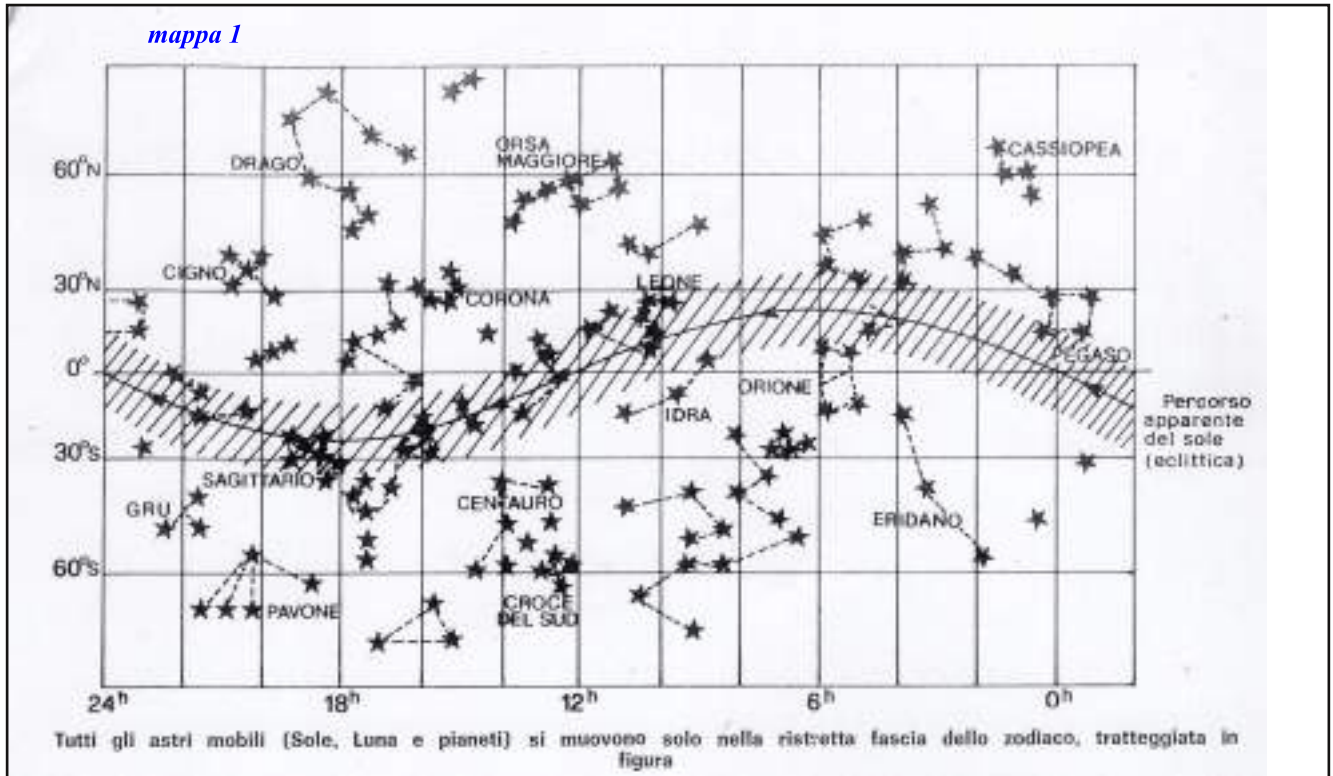 mappa 1
DRAGO
ORSA
MAGGIORE
CASSIOPEA
60°N
CIGNO
CORONA
LEONE
30°N
PEGASO
0°
ORIONE
IDRA
Percorso
apparente
del sole
(eclittica)
30°S
SAGITTARIO
CENTAURO
GRU
ERIDANO
60°S
PAVONE
CROCE
DEL SUD
24h
18h
12h
6h
0h
Tutti gli astri mobili (Sole, Luna e pianeti) si muovono solo nella ristretta fascia dello zodiaco, tratteggiata in
figura